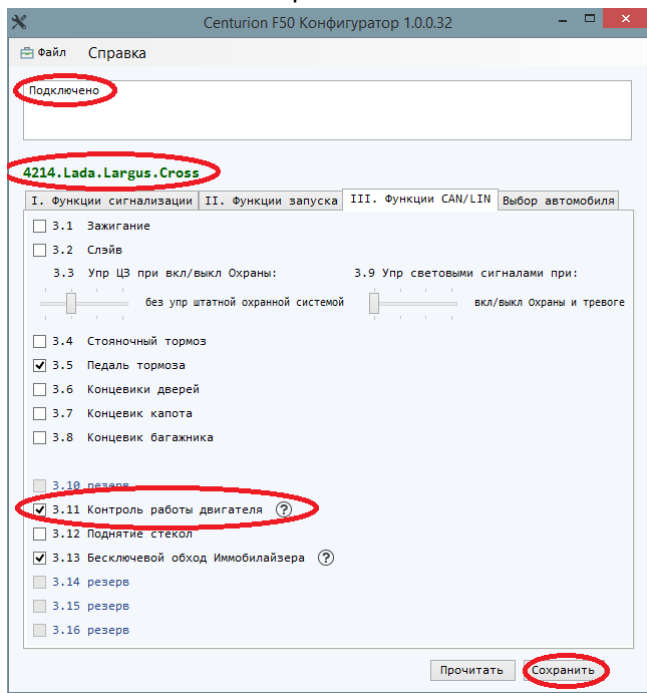 Centurion F50 Конфигуратор 1.0.0.32
Файл Справка
Подключено
4214.Lada.Largus.Cross
I. Функции сигнализации II. Функции запуска III. Функции CAN/LIN Выбор автомобиля
3.1 Зажигание
3.2 Слэйв
3.3 Упр ЦЗ при вкл/выкл Охраны: 3.9 Упр световыми сигналами при:
без упр штатной охранной системой вкл/выкл Охраны и тревоге
3.4 Стояночный тормоз
3.5 Педаль тормоза
3.6 Концевики дверей
3.7 Концевик капота
3.8 Концевик багажника
3.10 резерв
3.11 Контроль работы двигателя ?
3.12 Поднятие стекол
3.13 Бесключевой обход Иммобилайзера ?
3.14 резерв
3.15 резерв
3.16 резерв
Прочитать Сохранить